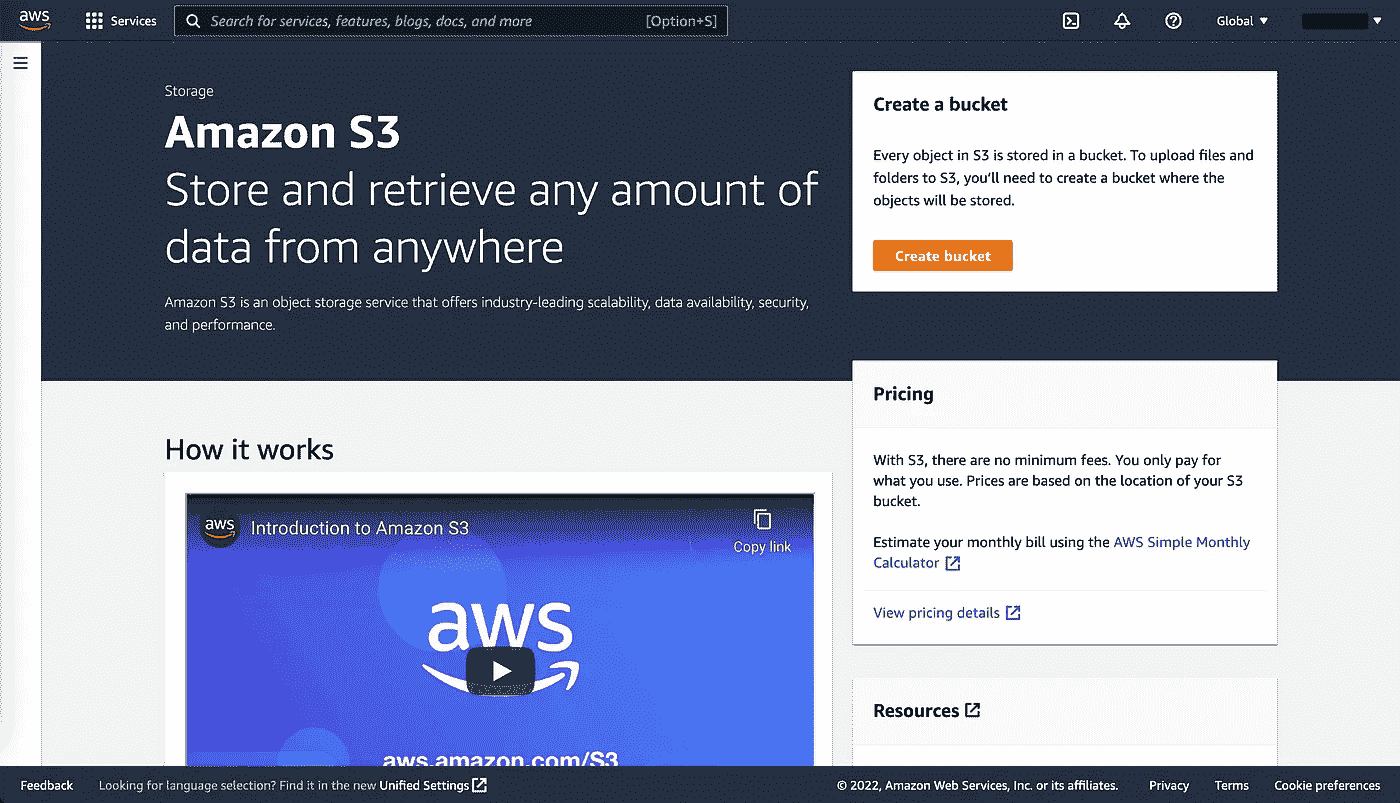 aws
Services
Search for services, features, blogs, docs, and more
[Option+S]
Global
Storage
Amazon S3
Store and retrieve any amount of
data from anywhere
Amazon S3 is an object storage service that offers industry-leading scalability, data availability, security,
and performance.
Create a bucket
Every object in S3 is stored in a bucket. To upload files and
folders to S3, you'll need to create a bucket where the
objects will be stored.
Create bucket
How it works
aws
Introduction to Amazon S3
Copy link
aws
aws.amazon.com/S3
Pricing
With S3, there are no minimum fees. You only pay for
what you use. Prices are based on the location of your S3
bucket.
Estimate your monthly bill using the AWS Simple Monthly
Calculator
View pricing details
Resources
Feedback
Looking for language selection? Find it in the new Unified Settings
© 2022, Amazon Web Services, Inc. or its affiliates.
Privacy
Terms
Cookie preferences